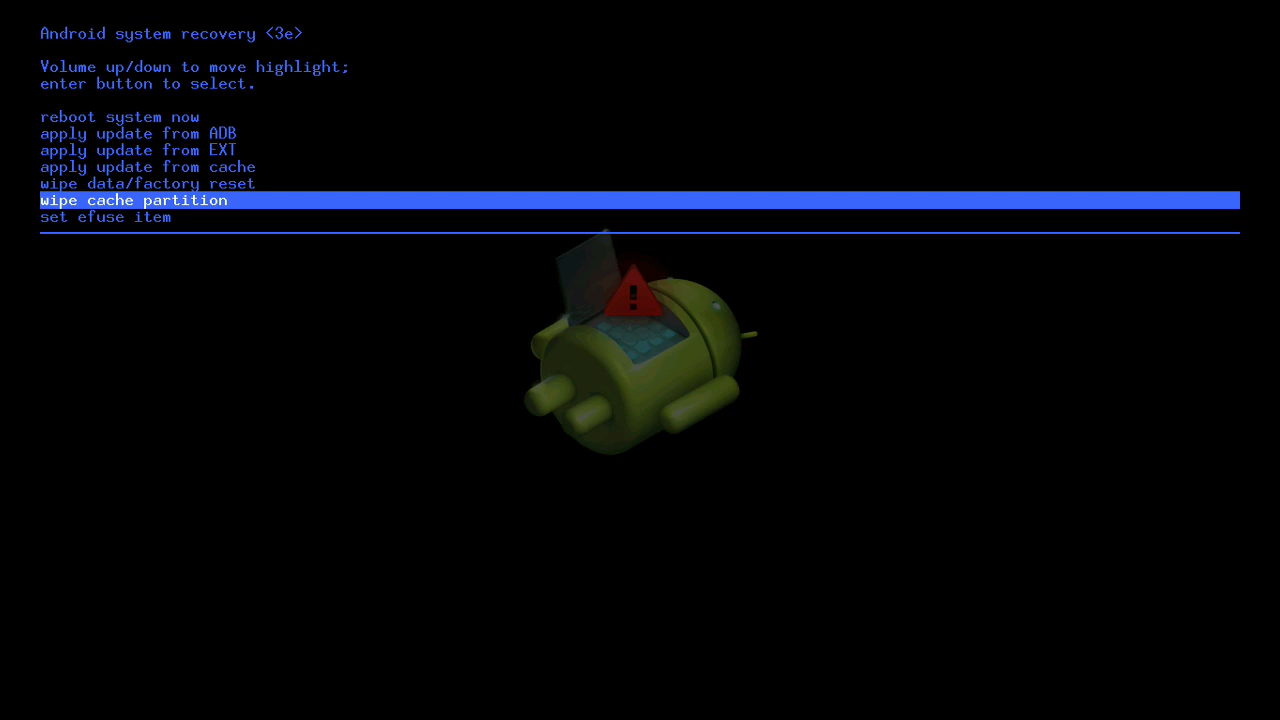 Android system recovery <3e>
Volume up/down to move highlight;
enter button to select.
reboot system now
apply update from ADB
apply update from EXT
apply update from cache
wipe data/factory reset
wipe cache partition
set efuse item
!